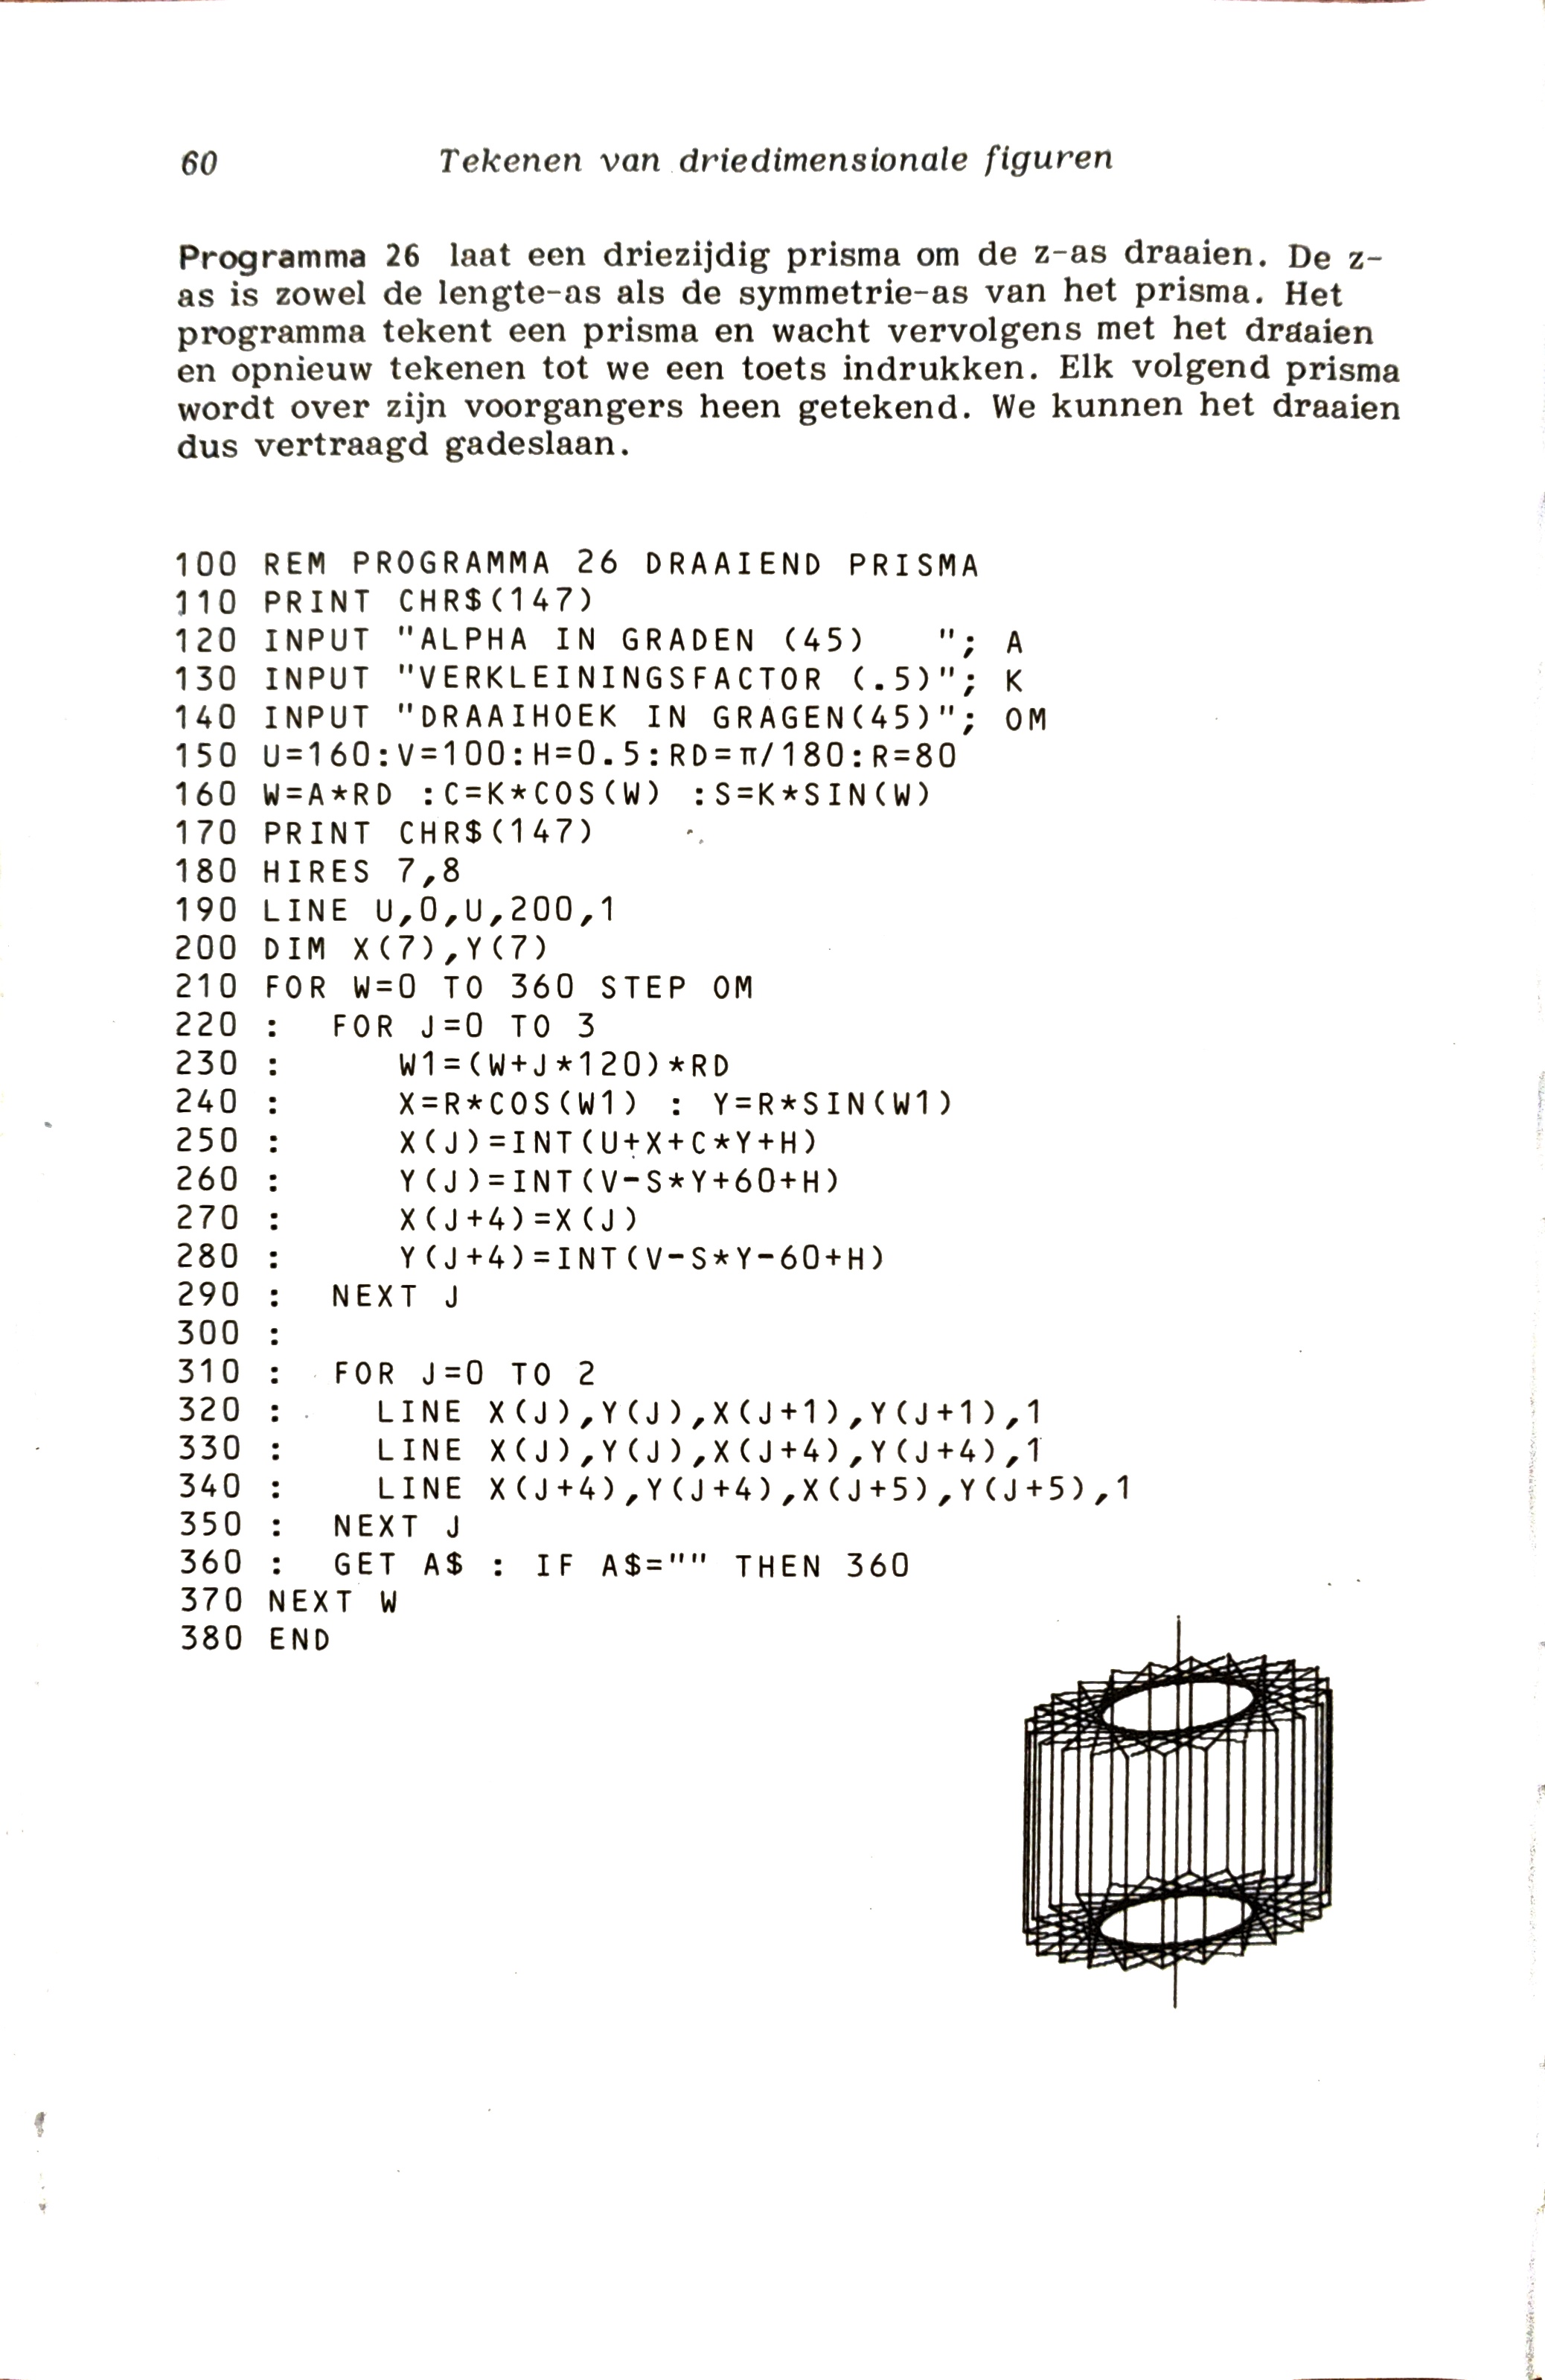 60 Tekenen van driedimensionale figuren
Programma 26 laat een driezijdig prisma om de z-as draaien. De z-
as is zowel de lengte-as als de symmetrie-as van het prisma. Het
programma tekent een prisma en wacht vervolgens met het draaien
en opnieuw tekenen tot we een toets indrukken. Elk volgend prisma
wordt over zijn voorgangers heen getekend. We kunnen het draaien
dus vertraagd gadeslaan.
100 REM PROGRAMMA 26 DRAAIEND PRISMA
110 PRINT CHR$(147)
120 INPUT "ALPHA IN GRADEN (45)   "; A
130 INPUT "VERKLEININGSFACTOR (.5)"; K
140 INPUT "DRAAIHOEK IN GRAGEN(45)"; OM
150 U=160:V=100:H=0.5:RD=π/180:R=80
160 W=A*RD :C=K*COS(W) :S=K*SIN(W)
170 PRINT CHR$(147)
180 HIRES 7,8
190 LINE U,0,U,200,1
200 DIM X(7),Y(7)
210 FOR W=0 TO 360 STEP OM
220 :  FOR J=0 TO 3
230 :     W1=(W+J*120)*RD
240 :     X=R*COS(W1) : Y=R*SIN(W1)
250 :     X(J)=INT(U+X+C*Y+H)
260 :     Y(J)=INT(V-S*Y+60+H)
270 :     X(J+4)=X(J)
280 :     Y(J+4)=INT(V-S*Y-60+H)
290 :  NEXT J
300 :
310 :  FOR J=0 TO 2
320 :    LINE X(J),Y(J),X(J+1),Y(J+1),1
330 :    LINE X(J),Y(J),X(J+4),Y(J+4),1
340 :    LINE X(J+4),Y(J+4),X(J+5),Y(J+5),1
350 :  NEXT J
360 :  GET A$ : IF A$="" THEN 360
370 NEXT W
380 END